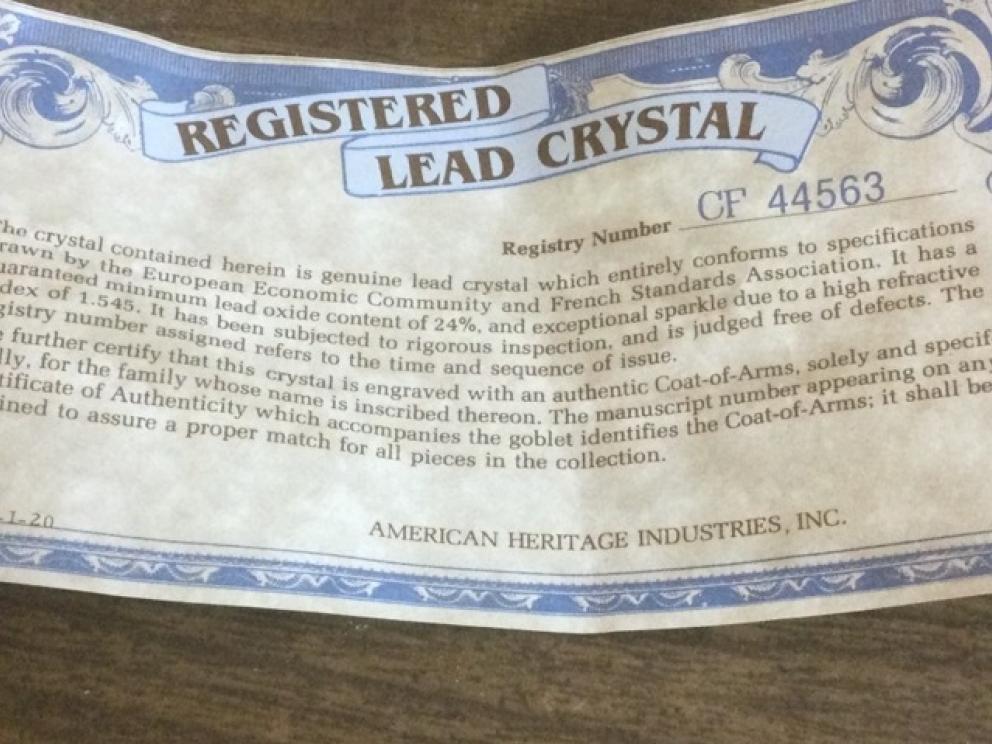 REGISTERED
LEAD CRYSTAL
Registry Number CF 44563
he crystal contained herein is genuine lead crystal which entirely conforms to specifications
rawn by the European Economic Community and French Standards Association. It has a
uaranteed minimum lead oxide content of 24%, and exceptional sparkle due to a high refractive
dex of 1.545. It has been subjected to rigorous inspection, and is judged free of defects. The
gistry number assigned refers to the time and sequence of issue.
e further certify that this crystal is engraved with an authentic Coat-of-Arms, solely and specif
lly, for the family whose name is inscribed thereon. The manuscript number appearing on any
tificate of Authenticity which accompanies the goblet identifies the Coat-of-Arms; it shall be
ined to assure a proper match for all pieces in the collection.
1-20
AMERICAN HERITAGE INDUSTRIES, INC.